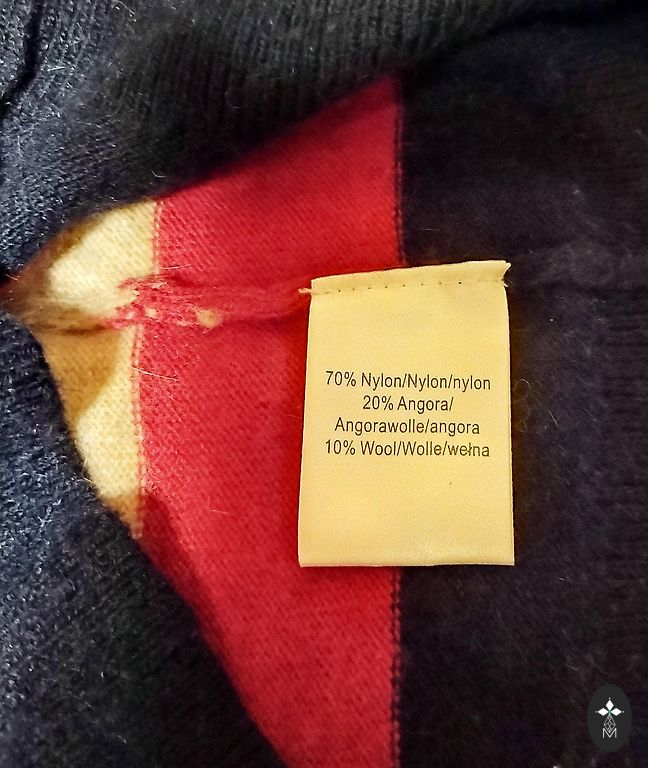 70% Nylon/Nylon/nylon
20% Angora/
Angorawolle/angora
10% Wool/Wolle/wełna
M